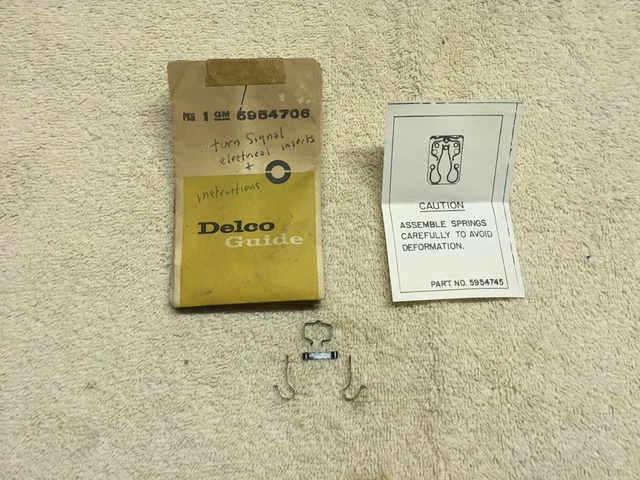 PKG 1 GM 5954706
turn signal
electrical inserts
+
instructions
Delco
Guide
CAUTION
ASSEMBLE SPRINGS
CAREFULLY TO AVOID
DEFORMATION.
PART NO. 5954745